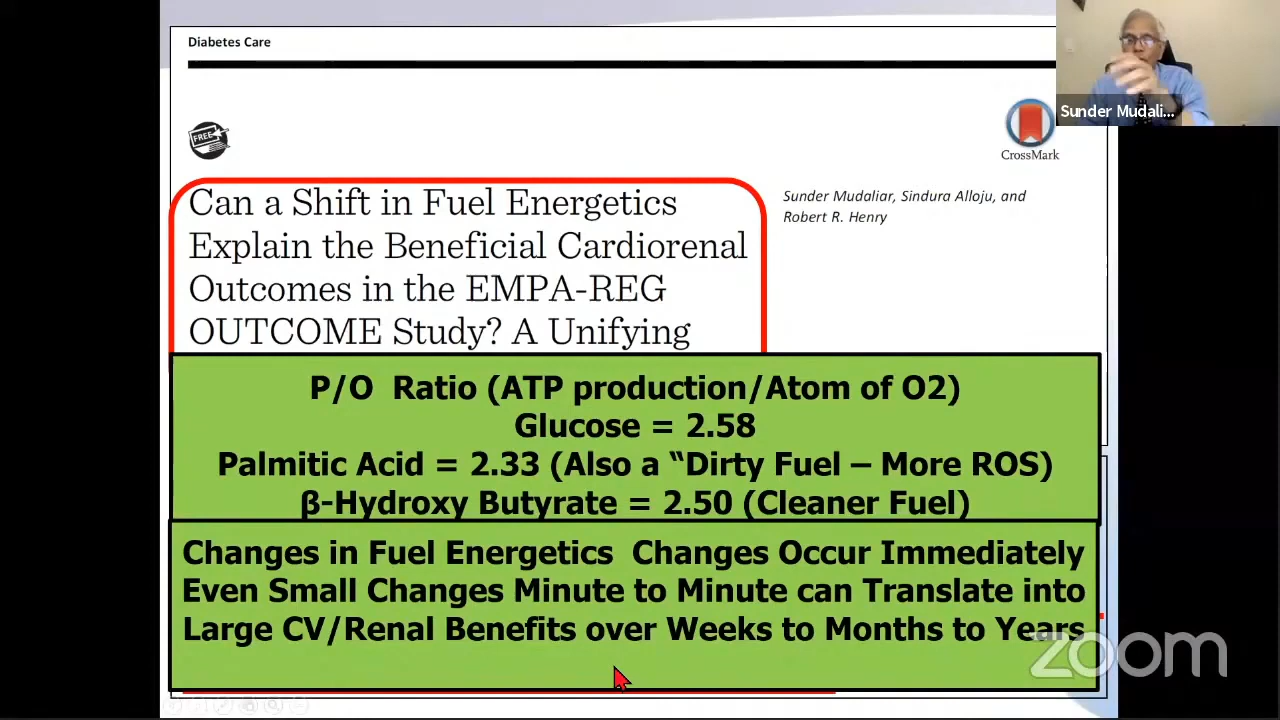 Diabetes Care
FREE
CrossMark
Sunder Mudali...
Can a Shift in Fuel Energetics
Explain the Beneficial Cardiorenal
Outcomes in the EMPA-REG
OUTCOME Study? A Unifying
Sunder Mudaliar, Sindura Alloju, and
Robert R. Henry
P/O Ratio (ATP production/Atom of O2)
Glucose = 2.58
Palmitic Acid = 2.33 (Also a “Dirty Fuel – More ROS)
β-Hydroxy Butyrate = 2.50 (Cleaner Fuel)
Changes in Fuel Energetics Changes Occur Immediately
Even Small Changes Minute to Minute can Translate into
Large CV/Renal Benefits over Weeks to Months to Years
zoom